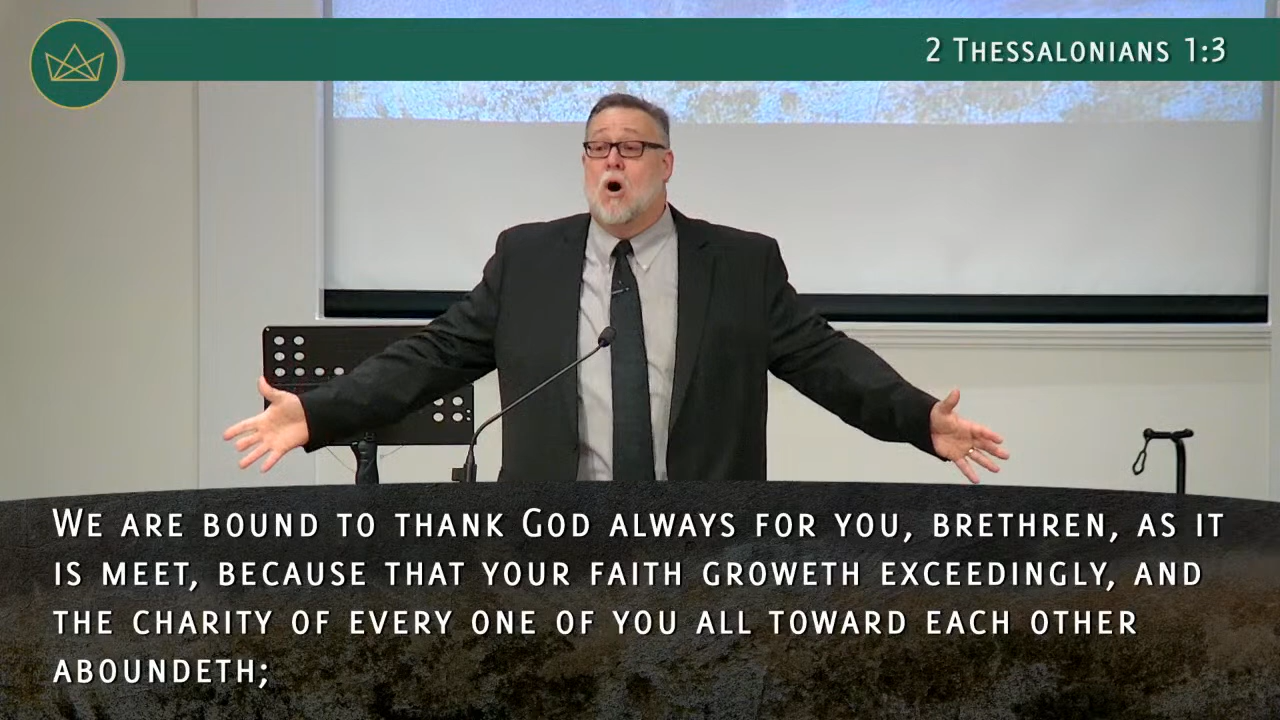 2 Thessalonians 1:3
We are bound to thank God always for you, brethren, as it
is meet, because that your faith groweth exceedingly, and
the charity of every one of you all toward each other
aboundeth;